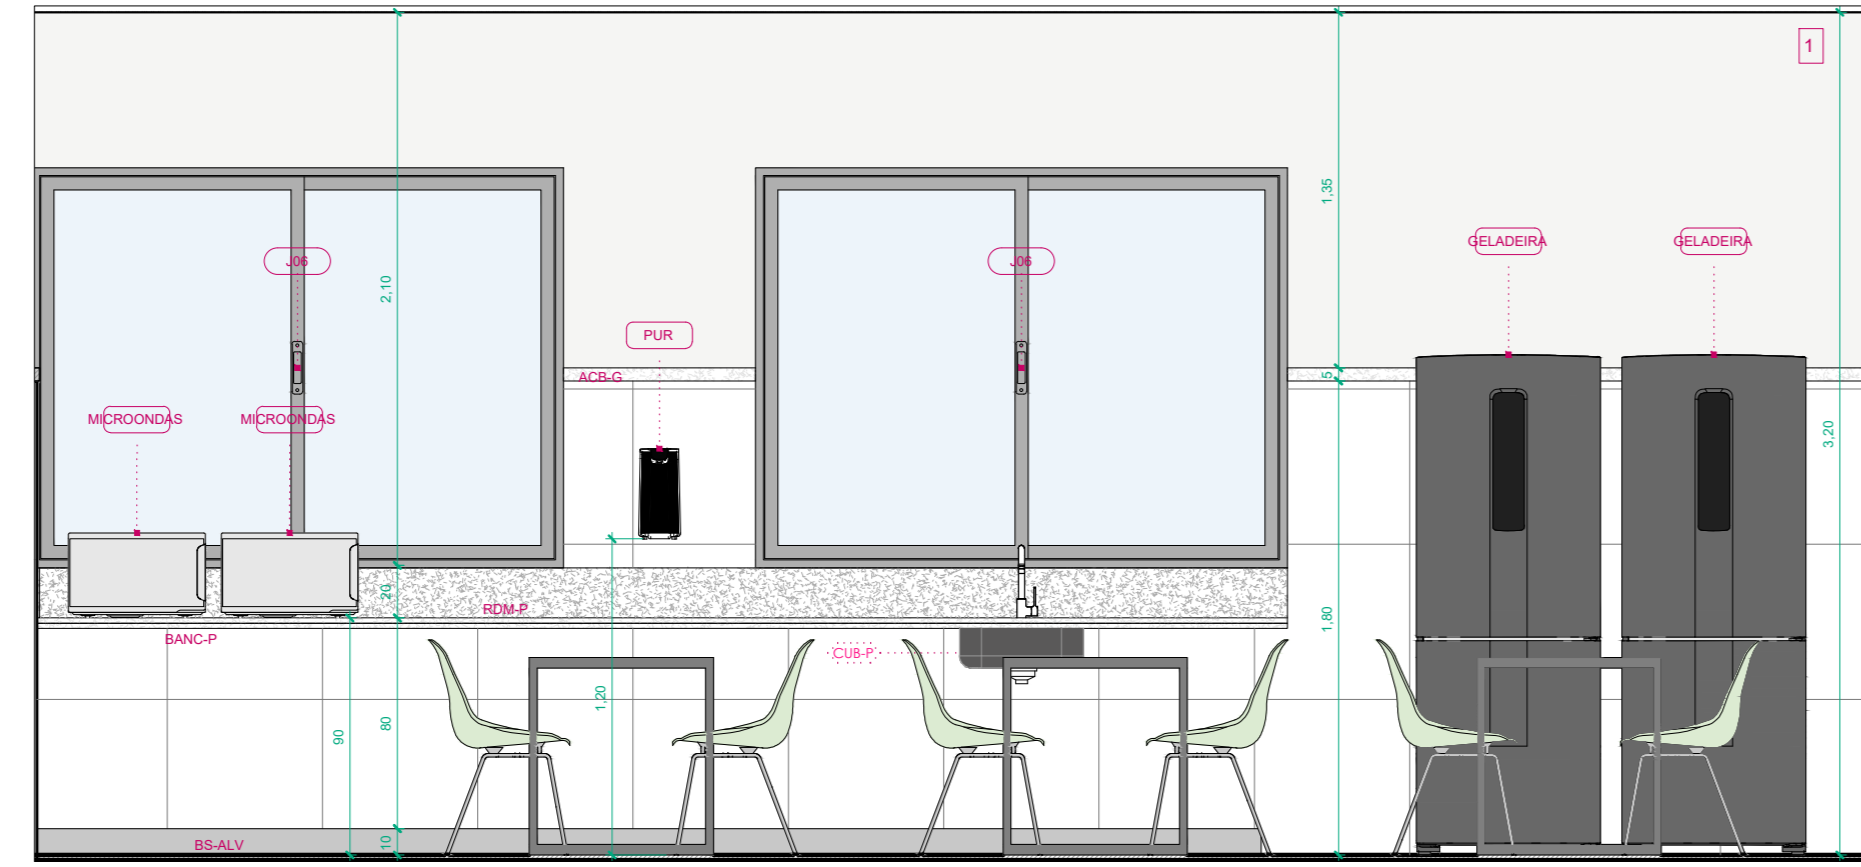 1
1,35
J06
J06
GELADEIRA
GELADEIRA
2,10
PUR
ACB-G
5
MICROONDAS
MICROONDAS
3,20
20
RDM-P
1,80
BANC-P
CUB-P
1,20
80
90
10
BS-ALV